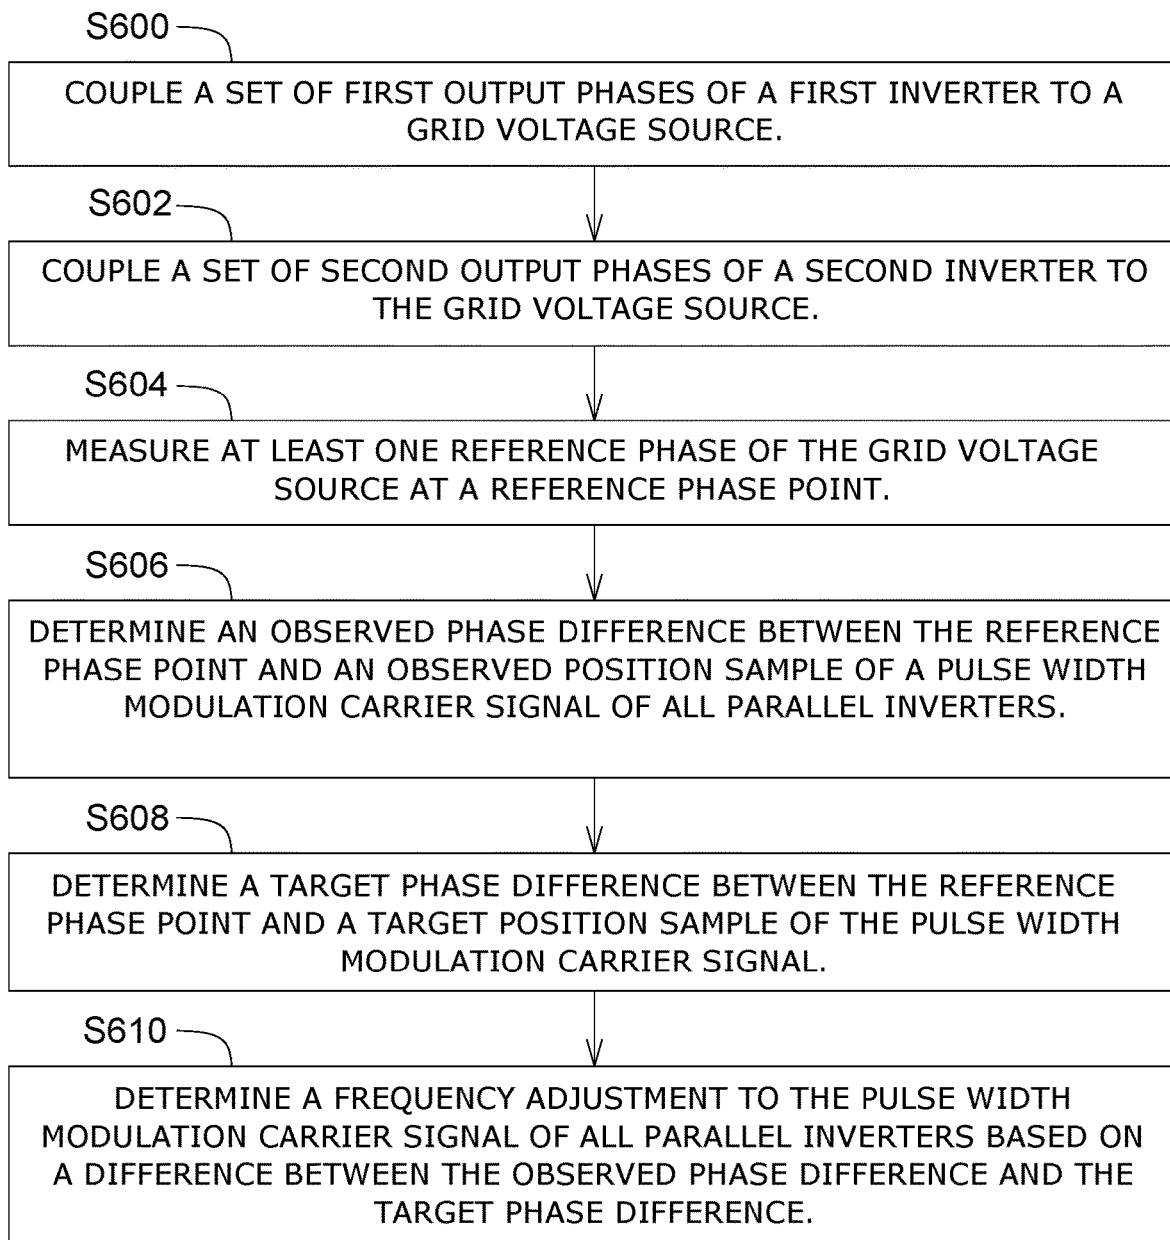 S600
COUPLE A SET OF FIRST OUTPUT PHASES OF A FIRST INVERTER TO A
GRID VOLTAGE SOURCE.
S602
COUPLE A SET OF SECOND OUTPUT PHASES OF A SECOND INVERTER TO
THE GRID VOLTAGE SOURCE.
S604
MEASURE AT LEAST ONE REFERENCE PHASE OF THE GRID VOLTAGE
SOURCE AT A REFERENCE PHASE POINT.
S606
DETERMINE AN OBSERVED PHASE DIFFERENCE BETWEEN THE REFERENCE
PHASE POINT AND AN OBSERVED POSITION SAMPLE OF A PULSE WIDTH
MODULATION CARRIER SIGNAL OF ALL PARALLEL INVERTERS.
S608
DETERMINE A TARGET PHASE DIFFERENCE BETWEEN THE REFERENCE
PHASE POINT AND A TARGET POSITION SAMPLE OF THE PULSE WIDTH
MODULATION CARRIER SIGNAL.
S610
DETERMINE A FREQUENCY ADJUSTMENT TO THE PULSE WIDTH
MODULATION CARRIER SIGNAL OF ALL PARALLEL INVERTERS BASED ON
A DIFFERENCE BETWEEN THE OBSERVED PHASE DIFFERENCE AND THE
TARGET PHASE DIFFERENCE.